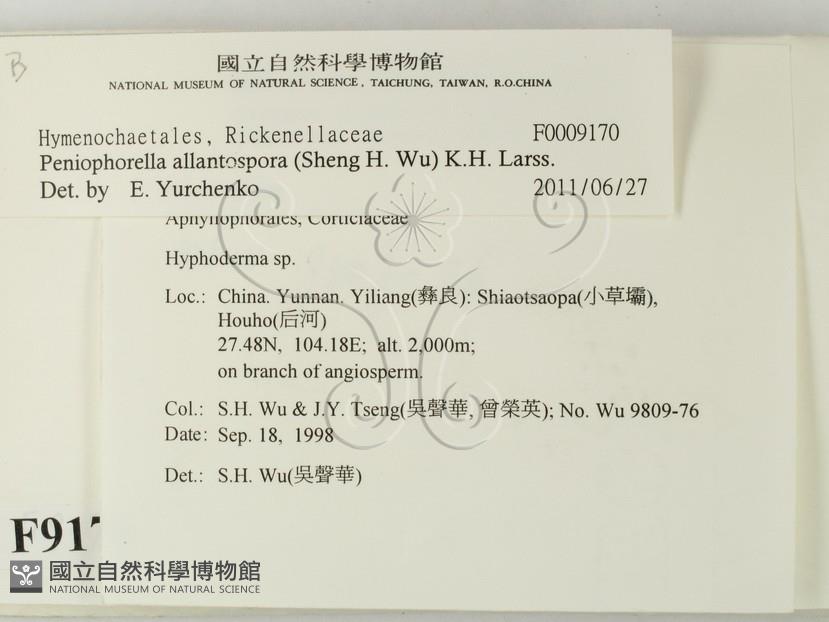 B
國立自然科學博物館
NATIONAL MUSEUM OF NATURAL SCIENCE, TAICHUNG, TAIWAN, R.O.CHINA
Hymenochaetales, Rickenellaceae F0009170
Peniophorella allantospora (Sheng H. Wu) K.H. Larss.
Det. by E. Yurchenko 2011/06/27
Aphyllophorales, Corticiaceae
Hyphoderma sp.
Loc.: China. Yunnan. Yiliang(彝良): Shiaotsaopa(小草壩),
Houho(后河)
27.48N, 104.18E; alt. 2,000m;
on branch of angiosperm.
Col.: S.H. Wu & J.Y. Tseng(吳聲華, 曾榮英); No. Wu 9809-76
Date: Sep. 18, 1998
Det.: S.H. Wu(吳聲華)
F917
國立自然科學博物館
NATIONAL MUSEUM OF NATURAL SCIENCE